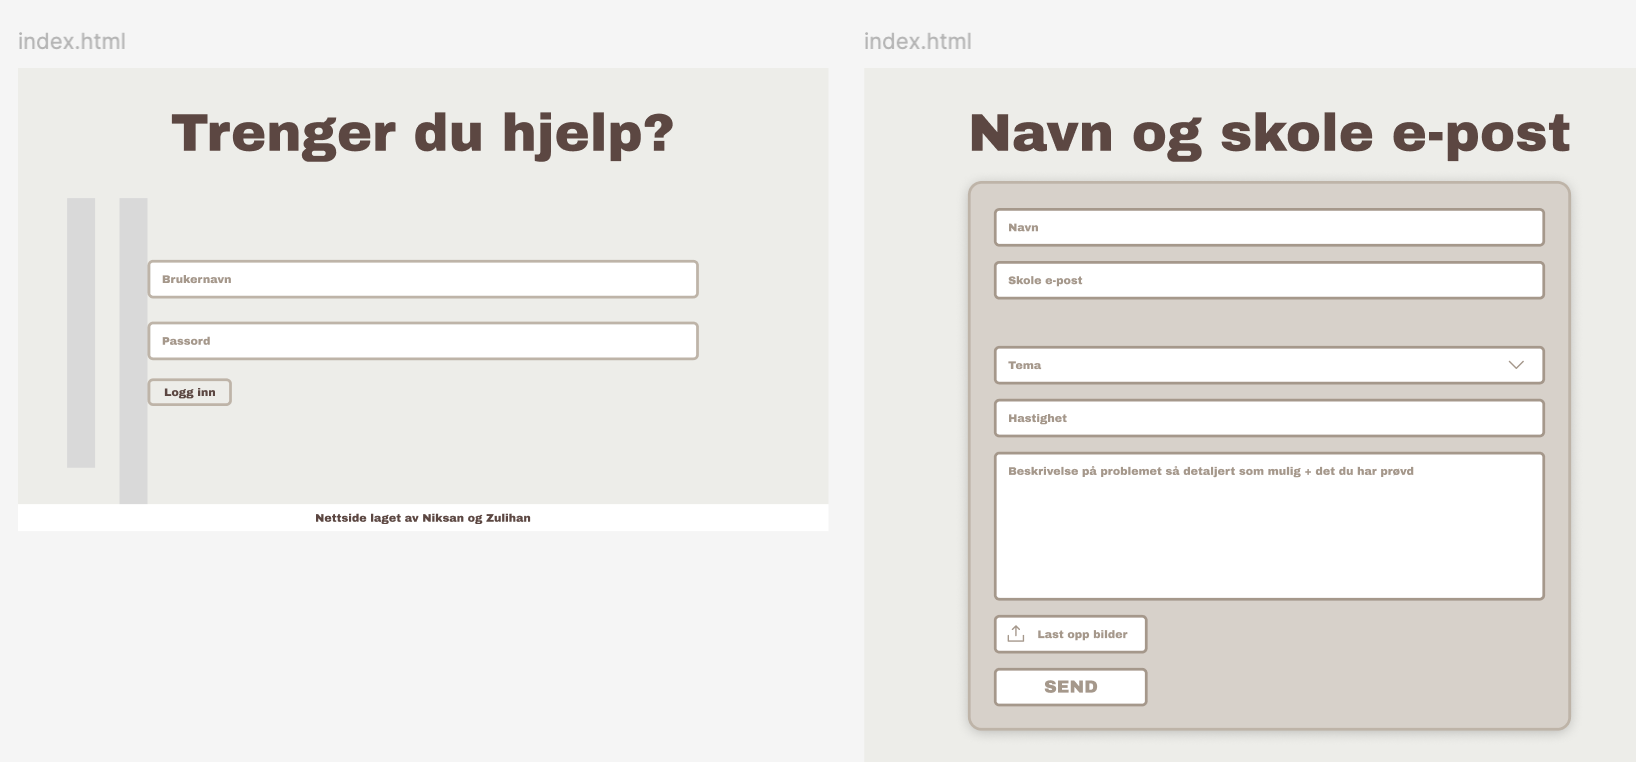 index.html
Trenger du hjelp?
Brukernavn
Passord
Logg inn
Nettside laget av Niksan og Zulihan
index.html
Navn og skole e-post
Navn
Skole e-post
Tema
Hastighet
Beskrivelse på problemet så detaljert som mulig + det du har prøvd
Last opp bilder
SEND